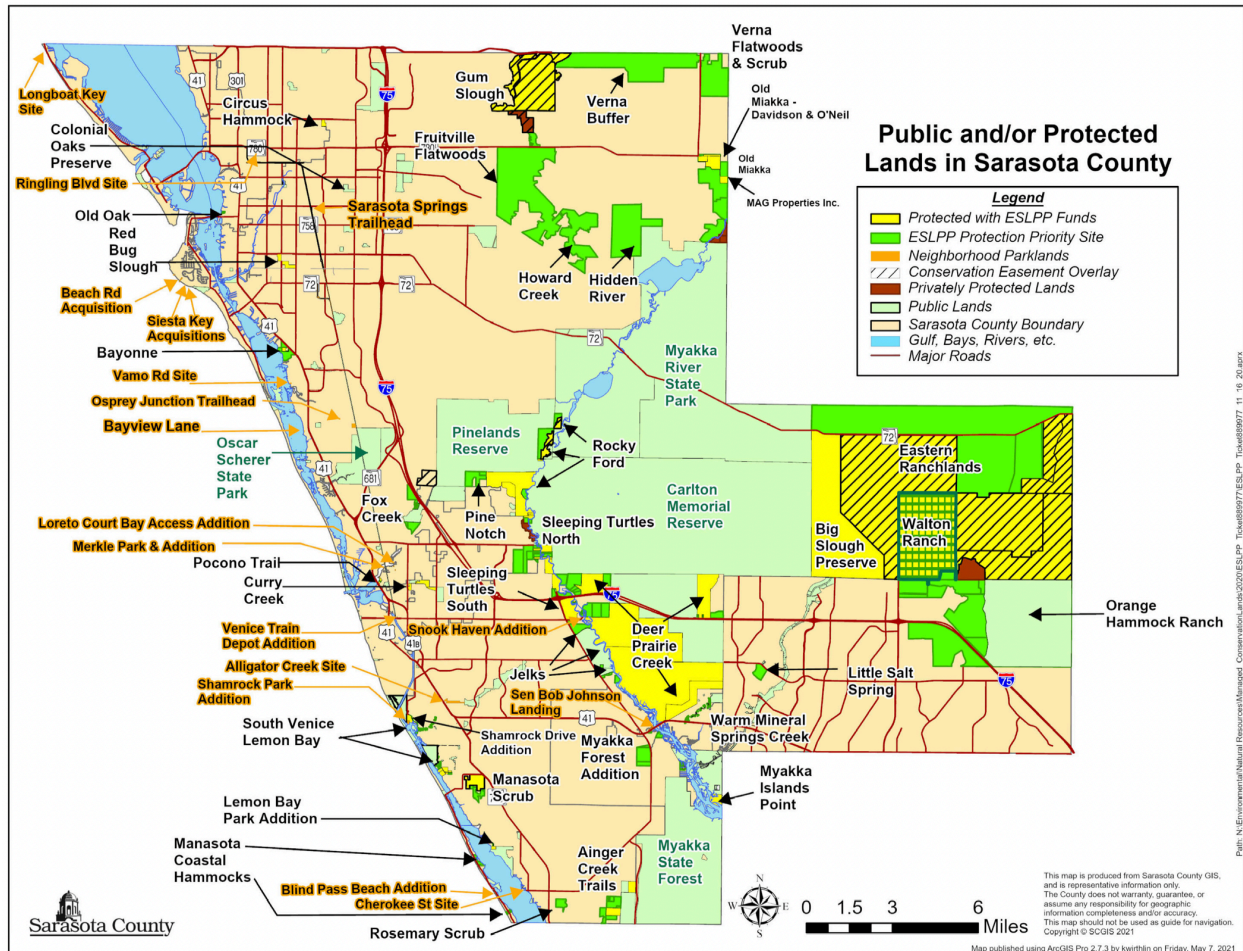 Verna
Flatwoods
& Scrub
Longboat Key
Site
41
301
75
Gum
Slough
Verna
Buffer
Circus
Hammock
Colonial
Oaks
Preserve
780
Fruitville
Flatwoods
Old
Miakka -
Davidson & O'Neil
Old
Miakka
MAG Properties Inc.
Ringling Blvd Site
41
Sarasota Springs
Trailhead
Old Oak
758
Red
Bug
Slough
72
72
Howard
Creek
Hidden
River
Beach Rd
Acquisition
Siesta Key
Acquisitions
41
72
Bayonne
Vamo Rd Site
75
Myakka
River
State
Park
Osprey Junction Trailhead
Bayview Lane
Oscar
Scherer
State
Park
41
681
Pinelands
Reserve
Rocky
Ford
Fox
Creek
Pine
Notch
Carlton
Memorial
Reserve
Sleeping Turtles
North
72
Eastern
Ranchlands
Walton
Ranch
Big
Slough
Preserve
Loreto Court Bay Access Addition
Merkle Park & Addition
Pocono Trail
Curry
Creek
Sleeping
Turtles
South
75
Orange
Hammock Ranch
Venice Train
Depot Addition
41
41B
Snook Haven Addition
Deer
Prairie
Creek
Alligator Creek Site
Jelks
Little Salt
Spring
75
Shamrock Park
Addition
Sen Bob Johnson
Landing
South Venice
Lemon Bay
Shamrock Drive
Addition
41
Myakka
Forest
Addition
Warm Mineral
Springs Creek
Manasota
Scrub
Myakka
Islands
Point
Lemon Bay
Park Addition
Manasota
Coastal
Hammocks
Ainger
Creek
Trails
Myakka
State
Forest
Blind Pass Beach Addition
Cherokee St Site
Rosemary Scrub
Public and/or Protected
Lands in Sarasota County
Legend
Protected with ESLPP Funds
ESLPP Protection Priority Site
Neighborhood Parklands
Conservation Easement Overlay
Privately Protected Lands
Public Lands
Sarasota County Boundary
Gulf, Bays, Rivers, etc.
Major Roads
Sarasota County
N
0 1.5 3 6
Miles
This map is produced from Sarasota County GIS,
and is representative information only.
The County does not warranty, guarantee, or
assume any responsibility for geographic
information completeness and/or accuracy.
This map should not be used as guide for navigation.
Copyright © SCGIS 2021
Map published using ArcGIS Pro 2.7.3 by keirthlin on Friday, May 7, 2021